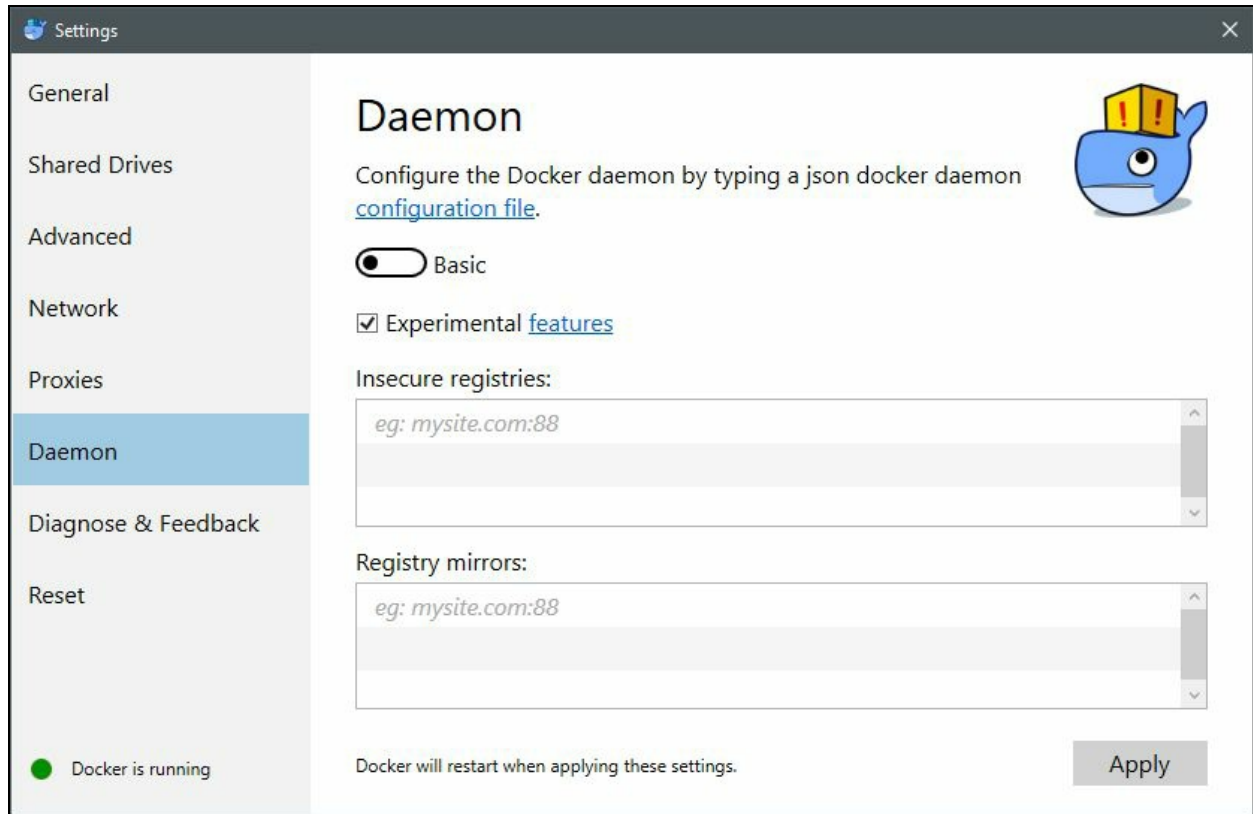 Settings
General
Shared Drives
Advanced
Network
Proxies
Daemon
Diagnose & Feedback
Reset
Docker is running
Daemon
Configure the Docker daemon by typing a json docker daemon
configuration file.
Basic
Experimental features
Insecure registries:
eg: mysite.com:88
Registry mirrors:
eg: mysite.com:88
Docker will restart when applying these settings.
Apply
! !